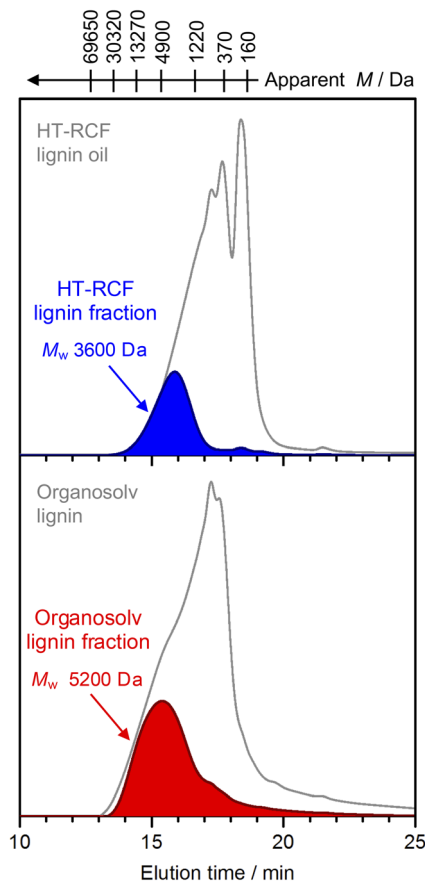 69650 30320 13270 4900 1220 370 160
Apparent M / Da
HT-RCF
lignin oil
HT-RCF
lignin fraction
Mw 3600 Da
Organosolv
lignin
Organosolv
lignin fraction
Mw 5200 Da
10 15 20 25
Elution time / min